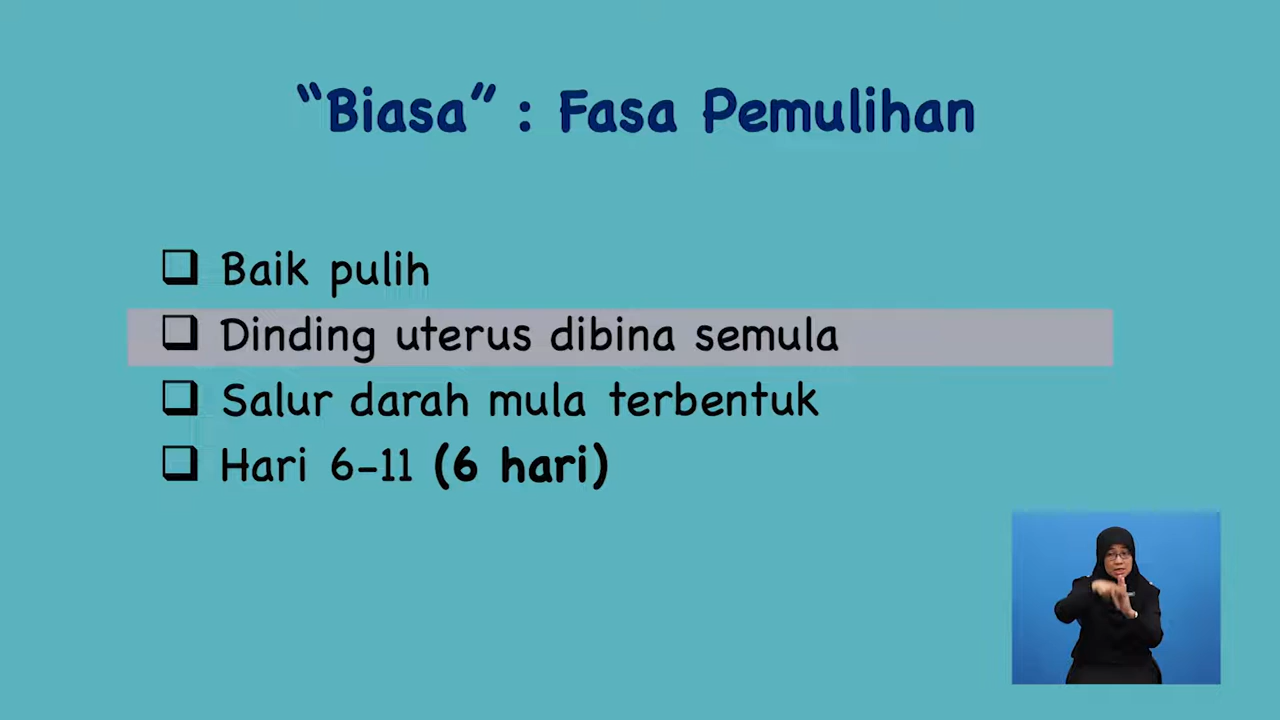 “Biasa” : Fasa Pemulihan
❑ Baik pulih
❑ Dinding uterus dibina semula
❑ Salur darah mula terbentuk
❑ Hari 6-11 (6 hari)